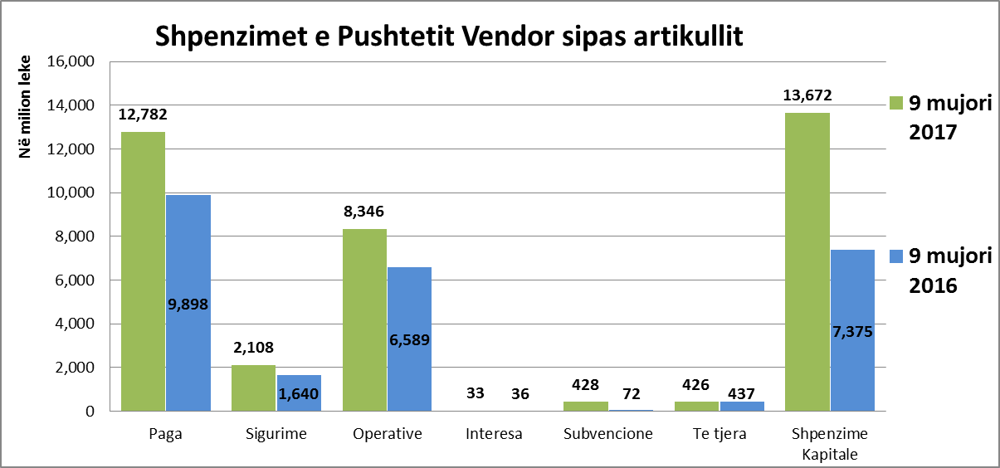 Shpenzimet e Pushtetit Vendor sipas artikullit
Në milion leke
16,000
14,000
12,000
10,000
8,000
6,000
4,000
2,000
0
12,782
9,898
2,108
1,640
8,346
6,589
33
36
428
72
426
437
13,672
7,375
Paga
Sigurime
Operative
Interesa
Subvencione
Te tjera
Shpenzime
Kapitale
9 mujori
2017
9 mujori
2016